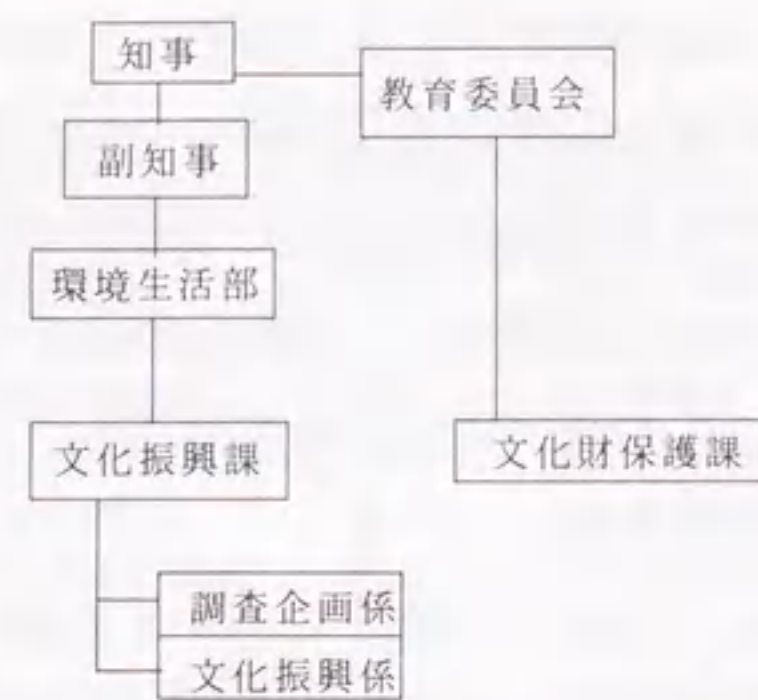 知事
教育委員会
副知事
環境生活部
文化振興課
文化財保護課
調査企画係
文化振興係